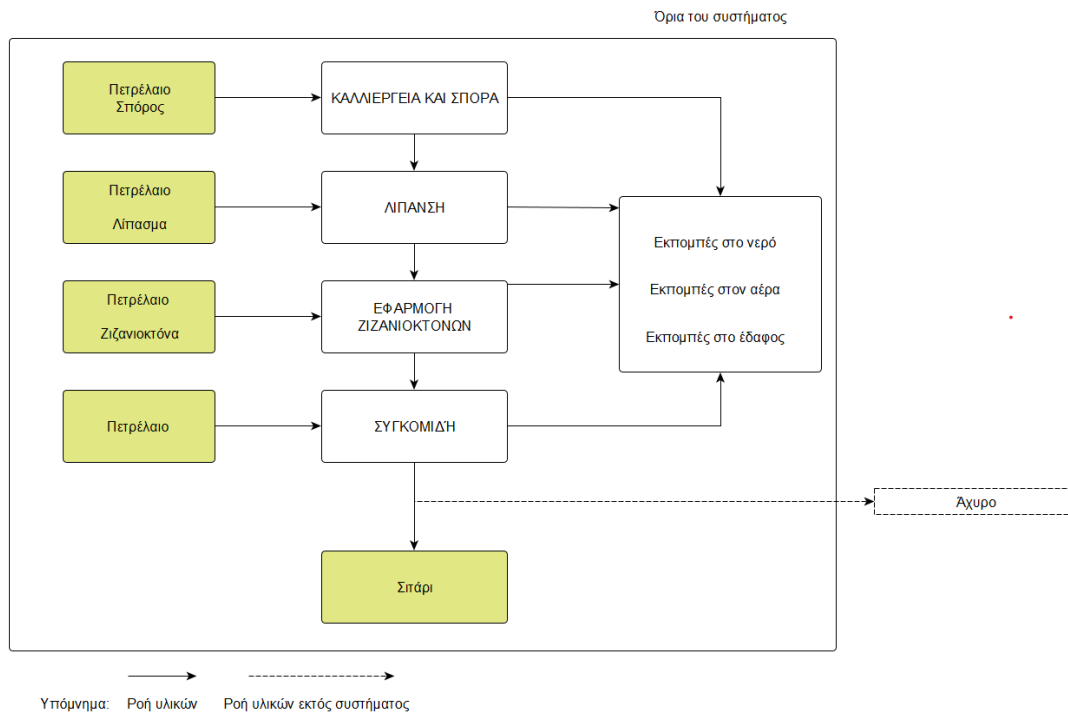 Όρια του συστήματος
Πετρέλαιο
Σπόρος
ΚΑΛΛΙΕΡΓΕΙΑ ΚΑΙ ΣΠΟΡΑ
Πετρέλαιο
Λίπασμα
ΛΙΠΑΝΣΗ
Εκπομπές στο νερό
Εκπομπές στον αέρα
Εκπομπές στο έδαφος
Πετρέλαιο
Ζιζανιοκτόνα
ΕΦΑΡΜΟΓΗ
ΖΙΖΑΝΙΟΚΤΟΝΩΝ
Πετρέλαιο
ΣΥΓΚΟΜΙΔΉ
Άχυρο
Σιτάρι
Υπόμνημα: Ροή υλικών Ροή υλικών εκτός συστήματος